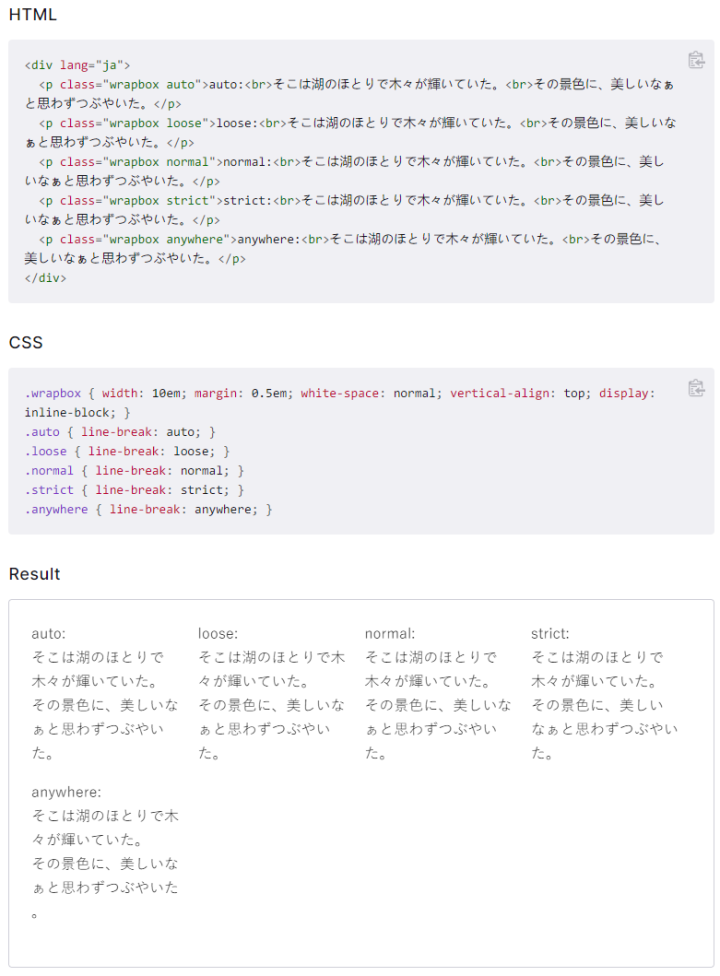 HTML
<div lang="ja">
<p class="wrapbox auto">auto:<br>そこは湖のほとりで木々が輝いていた。<br>その景色に、美しいなぁ
と思わずつぶやいた。</p>
<p class="wrapbox loose">loose:<br>そこは湖のほとりで木々が輝いていた。<br>その景色に、美しいな
ぁと思わずつぶやいた。</p>
<p class="wrapbox normal">normal:<br>そこは湖のほとりで木々が輝いていた。<br>その景色に、美し
いなぁと思わずつぶやいた。</p>
<p class="wrapbox strict">strict:<br>そこは湖のほとりで木々が輝いていた。<br>その景色に、美し
いなぁと思わずつぶやいた。</p>
<p class="wrapbox anywhere">anywhere:<br>そこは湖のほとりで木々が輝いていた。<br>その景色に、
美しいなぁと思わずつぶやいた。</p>
</div>
CSS
.wrapbox { width: 10em; margin: 0.5em; white-space: normal; vertical-align: top; display:
inline-block; }
.auto { line-break: auto; }
.loose { line-break: loose; }
.normal { line-break: normal; }
.strict { line-break: strict; }
.anywhere { line-break: anywhere; }
Result
auto:
そこは湖のほとりで
木々が輝いていた。
その景色に、美しいな
ぁと思わずつぶやい
た。
loose:
そこは湖のほとりで木
々が輝いていた。
その景色に、美しいな
ぁと思わずつぶやい
た。
normal:
そこは湖のほとりで
木々が輝いていた。
その景色に、美しいな
ぁと思わずつぶやい
た。
strict:
そこは湖のほとりで
木々が輝いていた。
その景色に、美しい
なぁと思わずつぶやい
た。
anywhere:
そこは湖のほとりで木
々が輝いていた。
その景色に、美しいな
ぁと思わずつぶやいた
。